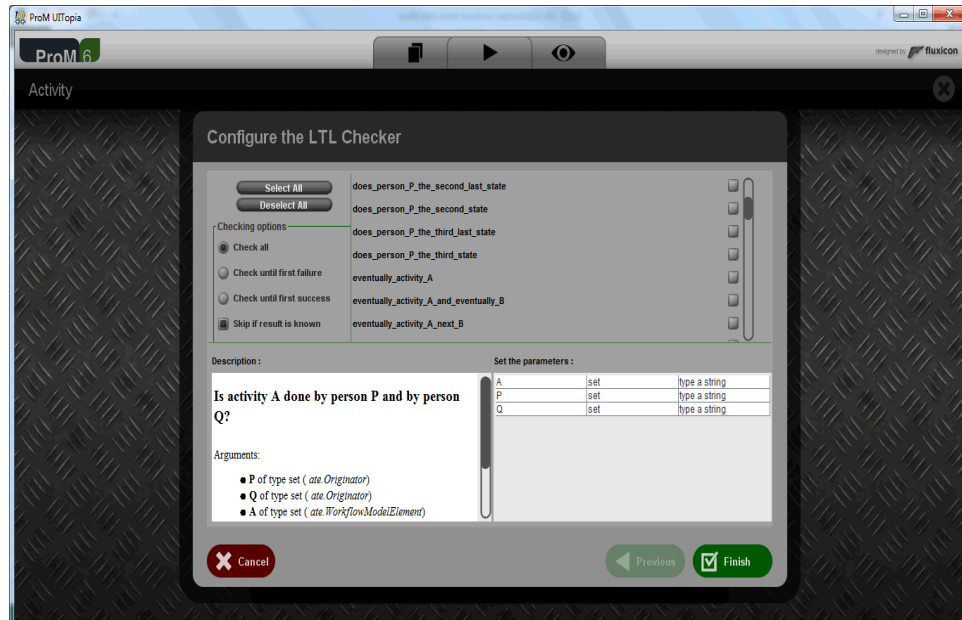 ProM UITopia
ProM 6
designed by fluxicon
Activity
Configure the LTL Checker
Select All
Deselect All
Checking options
Check all
Check until first failure
Check until first success
Skip if result is known
does_person_P_the_second_last_state
does_person_P_the_second_state
does_person_P_the_third_last_state
does_person_P_the_third_state
eventually_activity_A
eventually_activity_A_and_eventually_B
eventually_activity_A_next_B
Description :
Is activity A done by person P and by person
Q?
Arguments:
P of type set ( ate.Originator)
Q of type set ( ate.Originator)
A of type set ( ate.WorkflowModelElement)
Set the parameters :
A set type a string
P set type a string
Q set type a string
Cancel
Previous
Finish